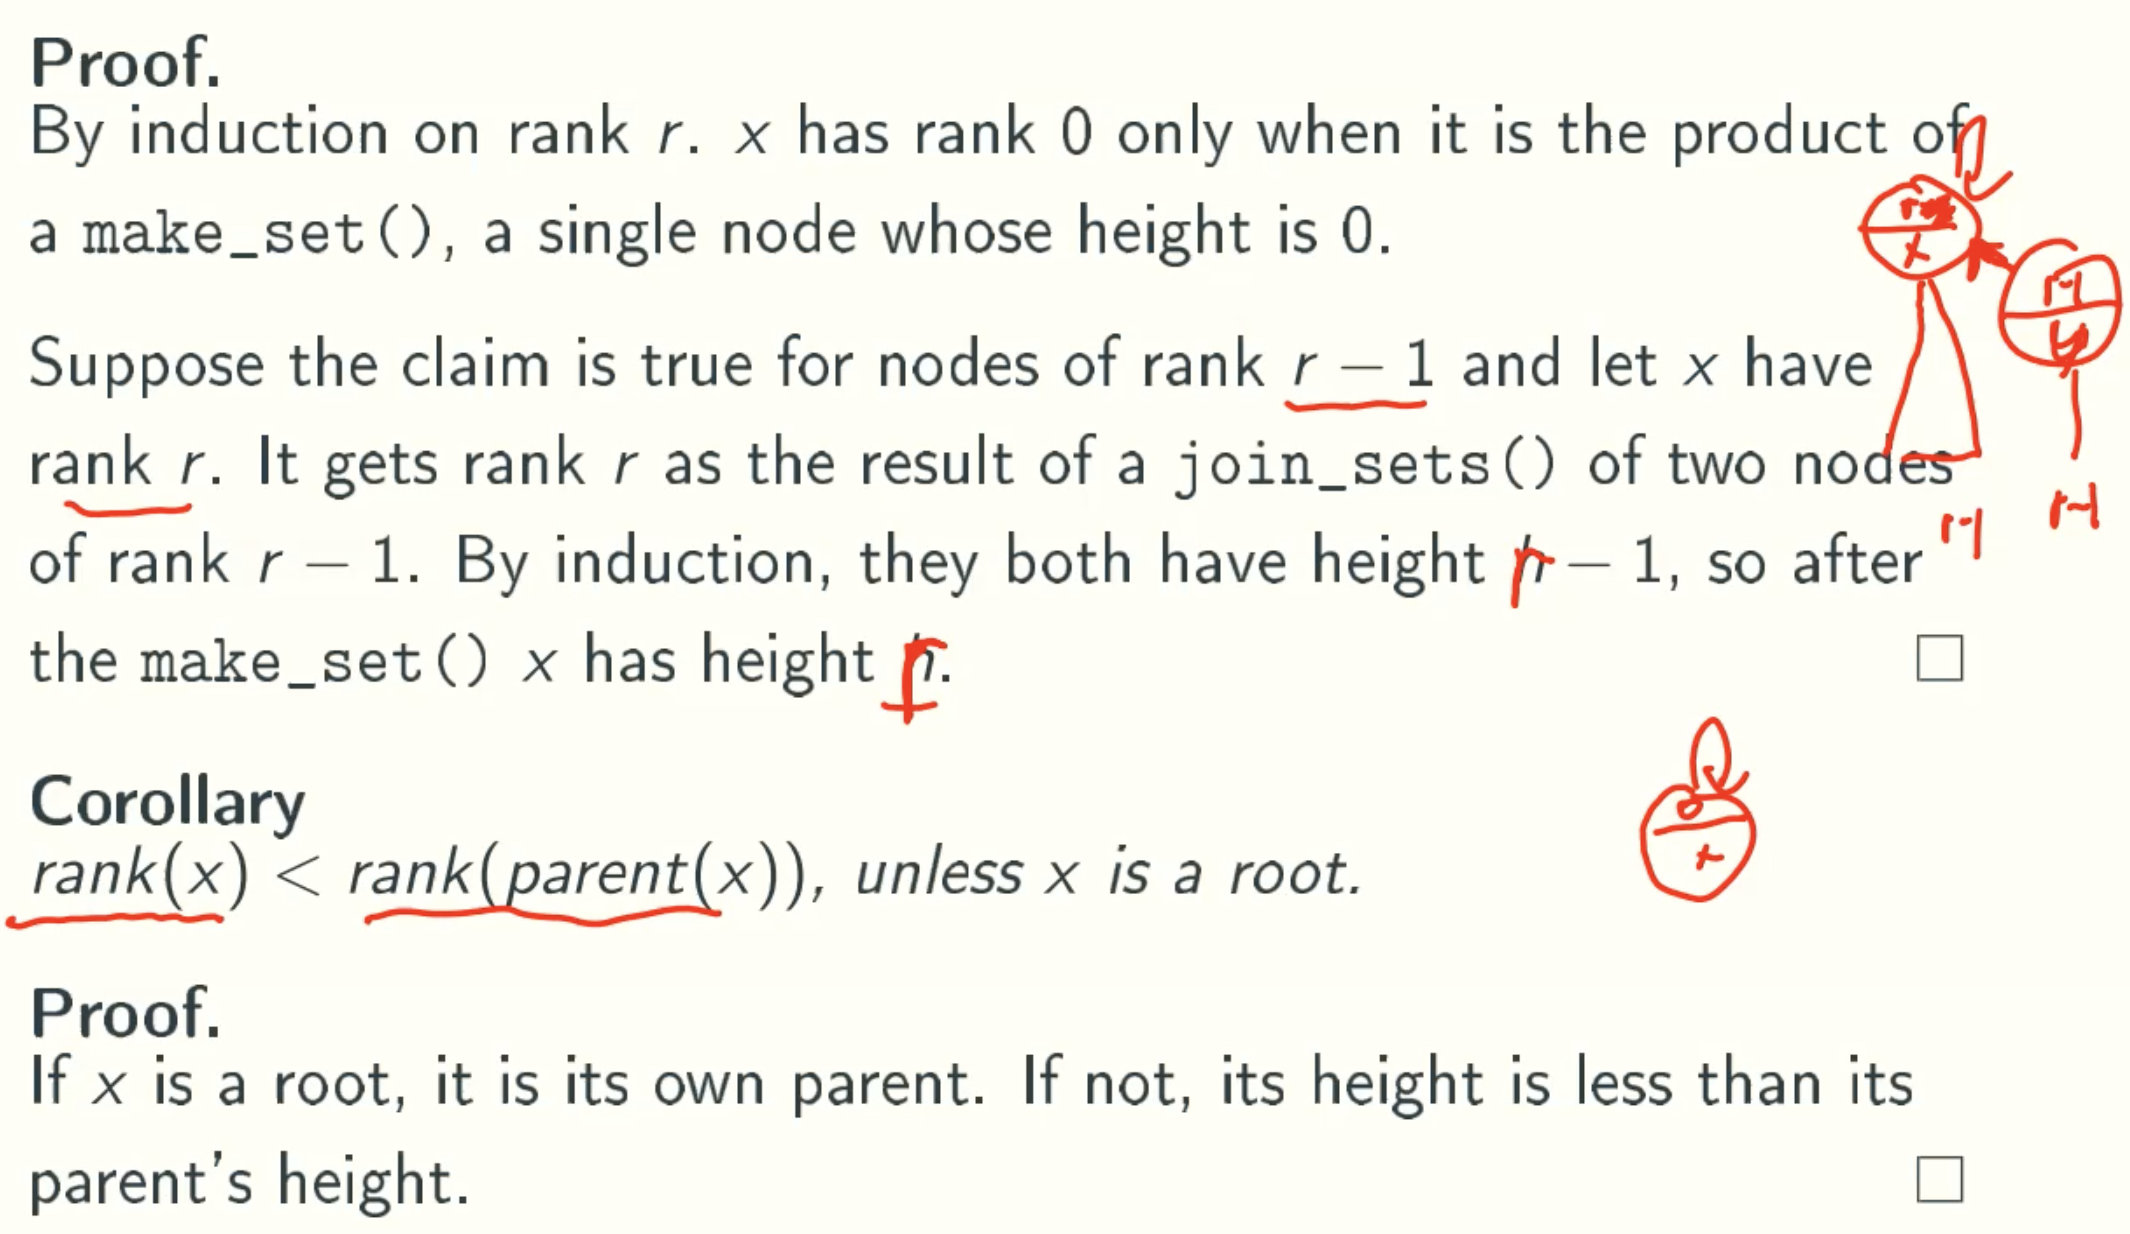 Proof.
By induction on rank r. x has rank 0 only when it is the product of
a make_set(), a single node whose height is 0.
x
r-1
y
Suppose the claim is true for nodes of rank r − 1 and let x have
rank r. It gets rank r as the result of a join_sets() of two nodes
r-1 r-1
of rank r − 1. By induction, they both have height r − 1, so after
the make_set() x has height r.
Corollary
0
x
rank(x) < rank(parent(x)), unless x is a root.
Proof.
If x is a root, it is its own parent. If not, its height is less than its
parent's height.